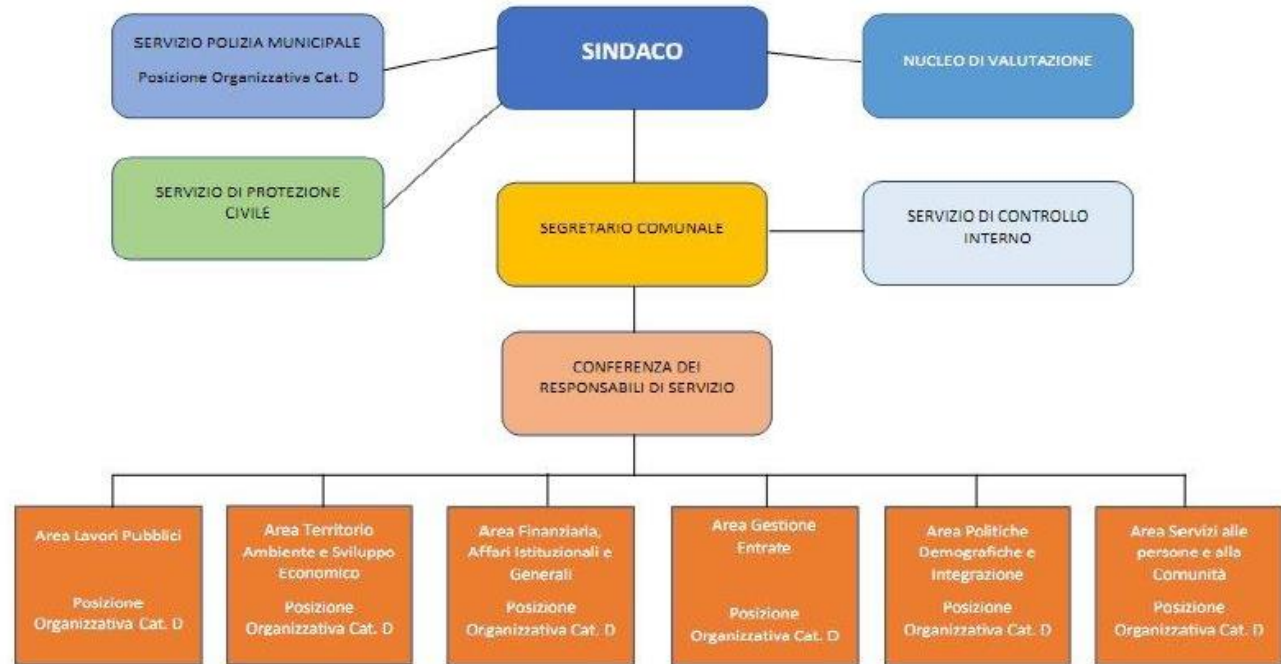 SERVIZIO POLIZIA MUNICIPALE
Posizione Organizzativa Cat. D
SINDACO
NUCLEO DI VALUTAZIONE
SERVIZIO DI PROTEZIONE
CIVILE
SEGRETARIO COMUNALE
SERVIZIO DI CONTROLLO
INTERNO
CONFERENZA DEI
RESPONSABILI DI SERVIZIO
Area Lavori Pubblici
Posizione
Organizzativa Cat. D
Area Territorio
Ambiente e Sviluppo
Economico
Posizione
Organizzativa Cat. D
Area Finanziaria,
Affari Istituzionali e
Generali
Posizione
Organizzativa Cat. D
Area Gestione
Entrate
Posizione
Organizzativa Cat. D
Area Politiche
Demografiche e
Integrazione
Posizione
Organizzativa Cat. D
Area Servizi alle
persone e alla
Comunità
Posizione
Organizzativa Cat. D